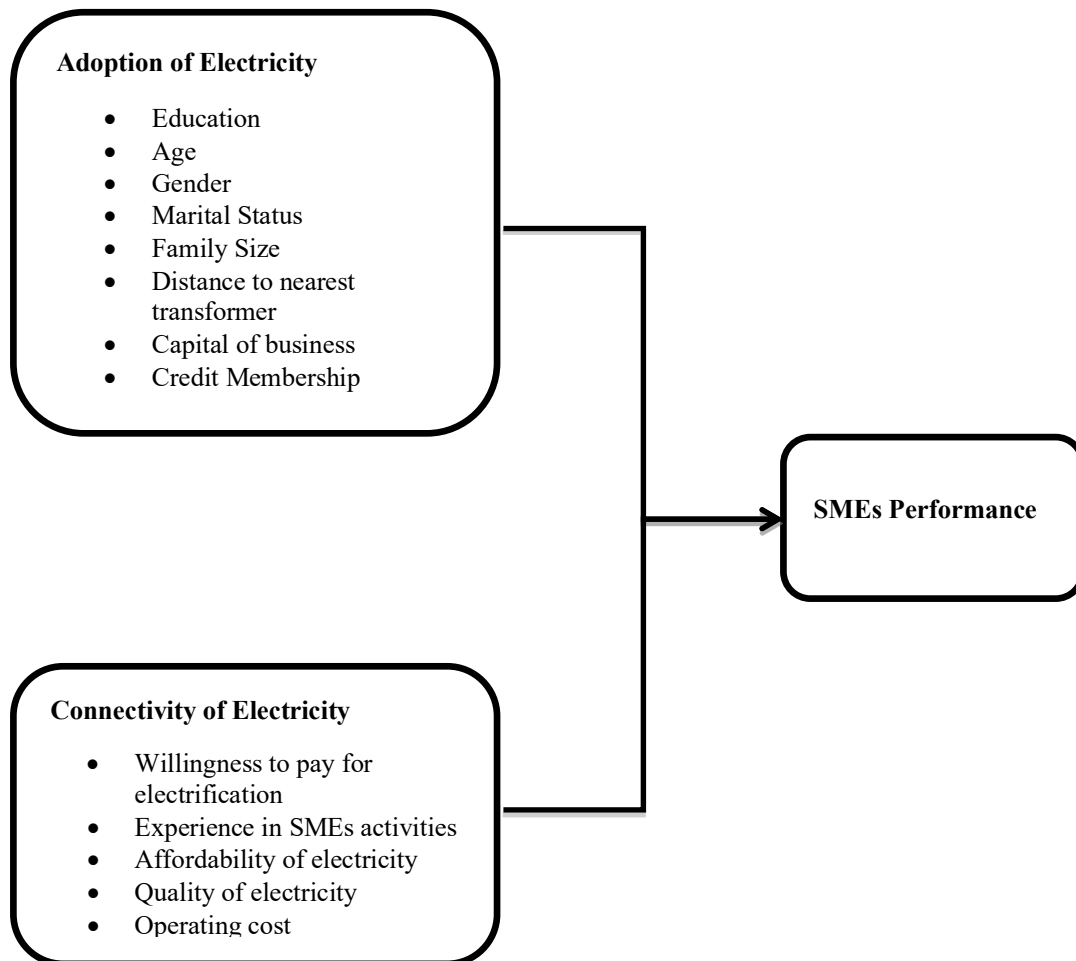 Adoption of Electricity
• Education
• Age
• Gender
• Marital Status
• Family Size
• Distance to nearest
transformer
• Capital of business
• Credit Membership
SMEs Performance
Connectivity of Electricity
• Willingness to pay for
electrification
• Experience in SMEs activities
• Affordability of electricity
• Quality of electricity
• Operating cost